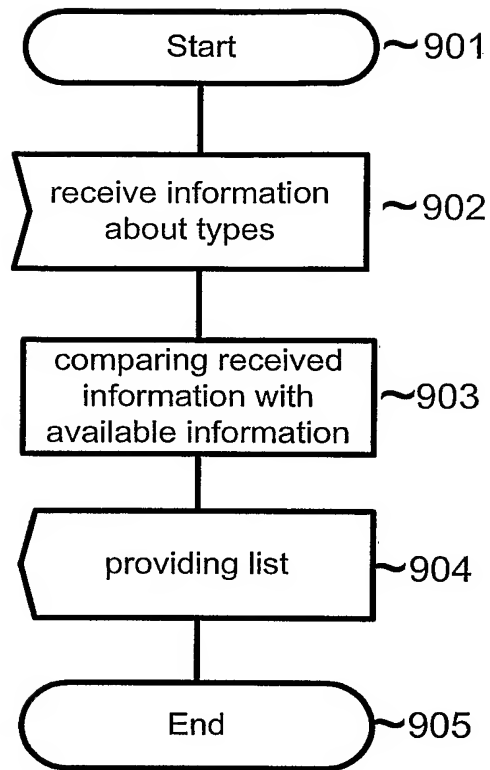 Start
~901
receive information
about types
~902
comparing received
information with
available information
~903
providing list
~904
End
~905